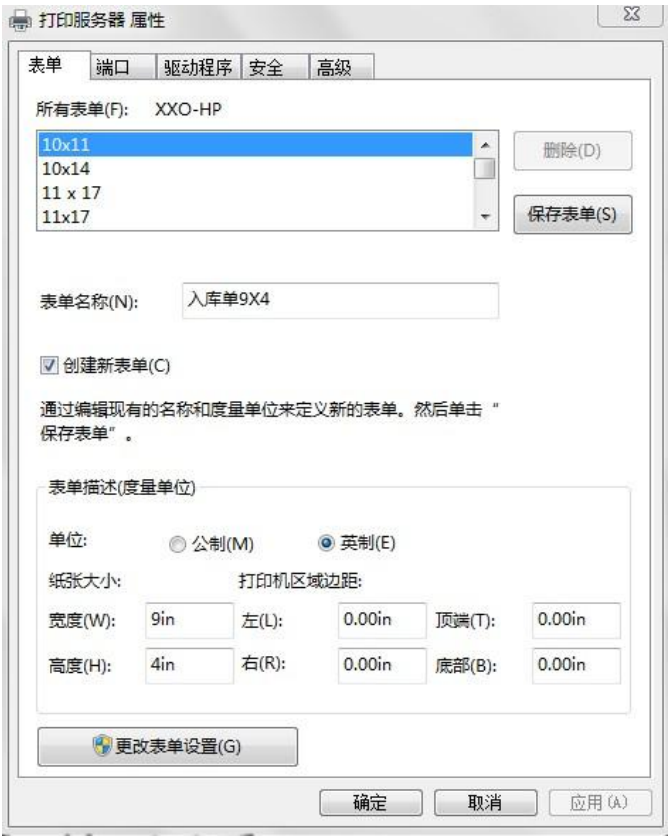 打印服务器 属性
表单 端口 驱动程序 安全 高级
所有表单(F): XXO-HP
10x11
删除(D)
10x14
11 x 17
11x17
保存表单(S)
表单名称(N): 入库单9X4
创建新表单(C)
通过编辑现有的名称和度量单位来定义新的表单。然后单击“
保存表单”。
表单描述(度量单位)
单位: 公制(M) 英制(E)
纸张大小: 打印机区域边距:
宽度(W): 9in 左(L): 0.00in 顶端(T): 0.00in
高度(H): 4in 右(R): 0.00in 底部(B): 0.00in
更改表单设置(G)
确定 取消 应用(A)